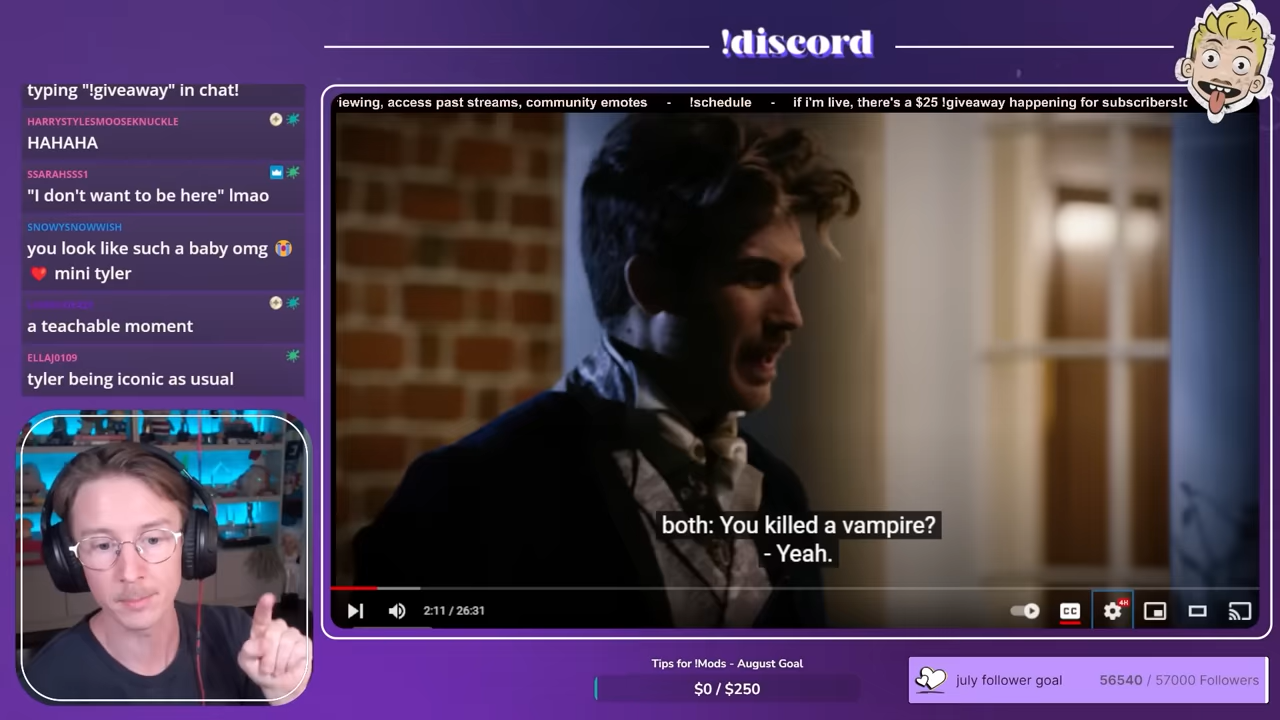 !discord
typing "!giveaway" in chat!
HARRYSTYLESMOOSEKNUCKLE
HAHAHA
SSARAHSSS1
"I don't want to be here" lmao
SNOWYSNOWWISH
you look like such a baby omg
mini tyler
a teachable moment
ELLAJ0109
tyler being iconic as usual
iewing, access past streams, community emotes - !schedule - if i'm live, there's a $25 !giveaway happening for subscribers!
both: You killed a vampire?
- Yeah.
2:11 / 26:31
CC
4K
Tips for !Mods - August Goal
$0 / $250
july follower goal 56540 / 57000 Followers